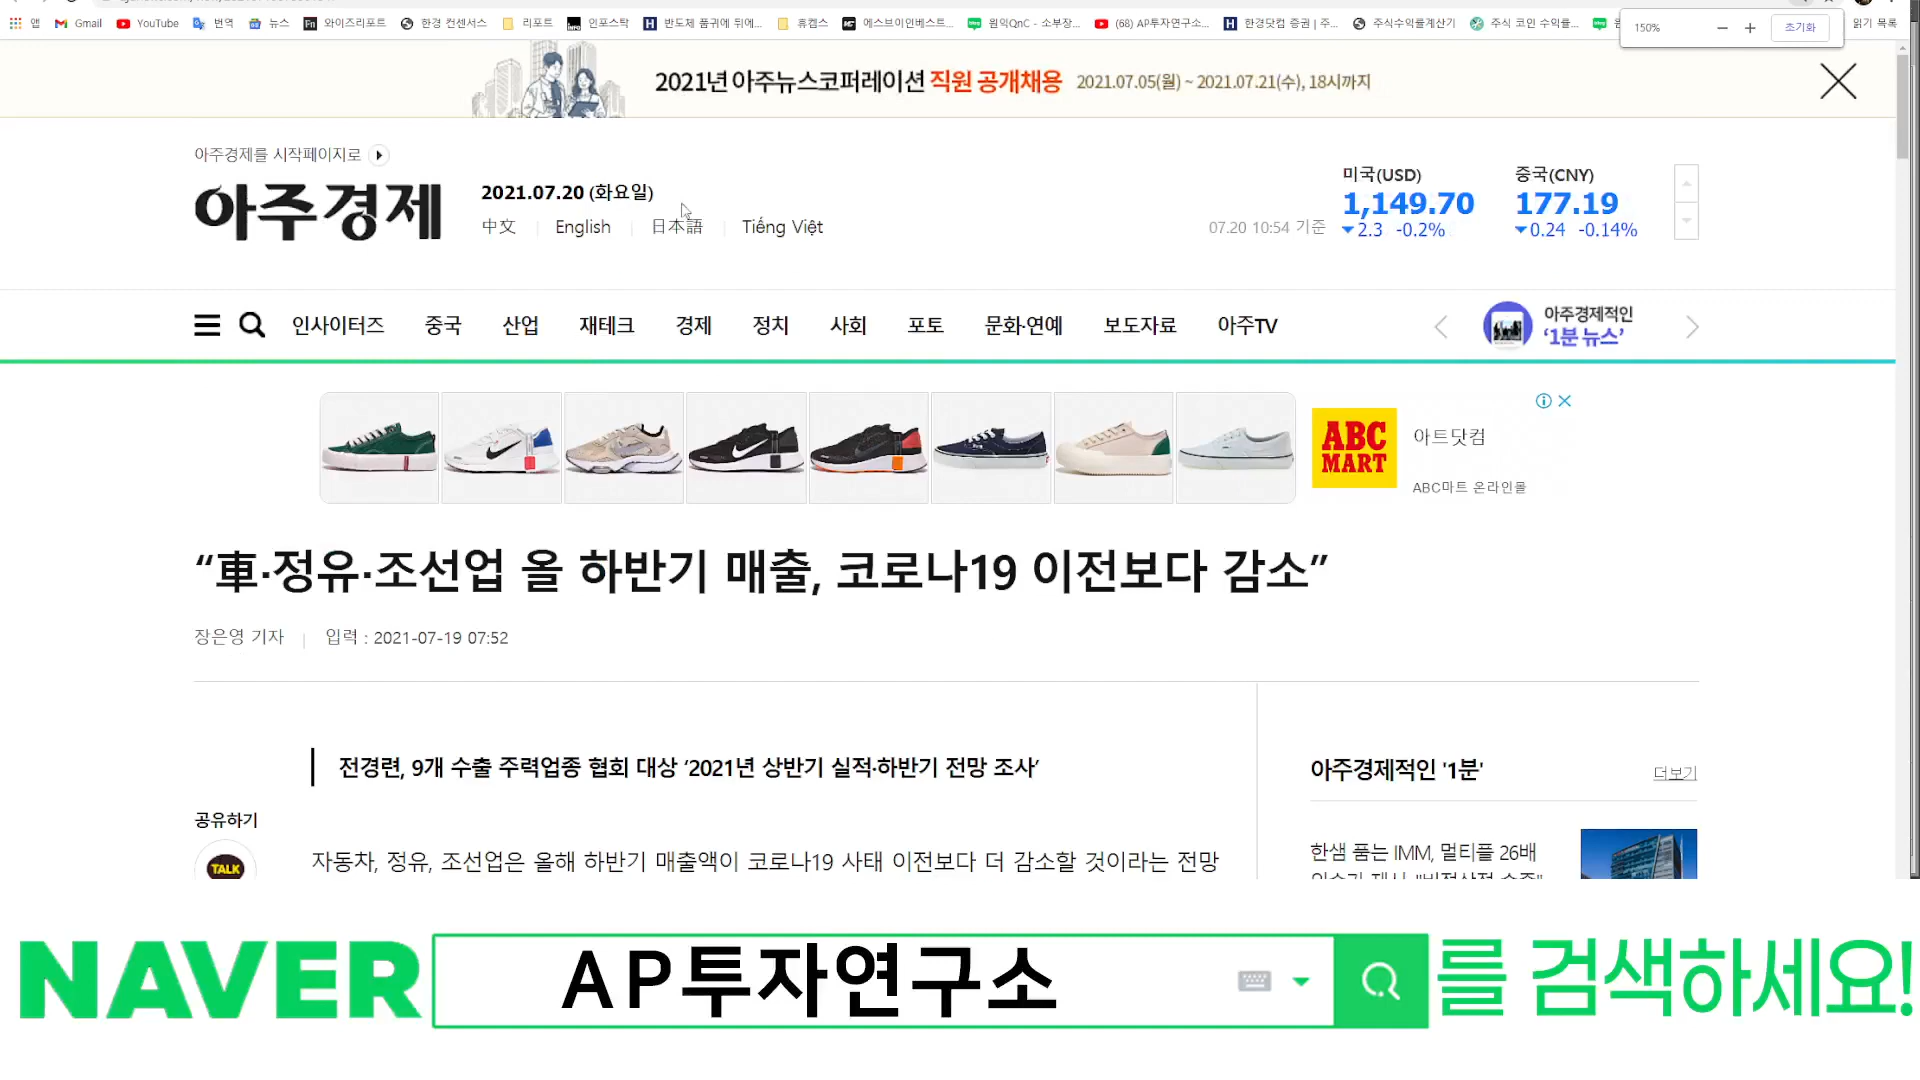 앱 Gmail YouTube 번역 뉴스 와이즈리포트 한경 컨센서스 리포트 인포스탁 반도체 품귀에 뒤에... 휴켐스 에스브이인베스트... 원익QnC - 소부장... (68) AP투자연구소... 한경닷컴 증권 | 주... 주식수익률계산기 주식 코인 수익률... 읽기 목록
150% 초기화
2021년 아주뉴스코퍼레이션 직원 공개채용 2021.07.05(월) ~ 2021.07.21(수), 18시까지
아주경제를 시작페이지로
아주경제
2021.07.20 (화요일)
中文 English 日本語 Tiếng Việt
07.20 10:54 기준
미국(USD)
1,149.70
▼2.3 -0.2%
중국(CNY)
177.19
▼0.24 -0.14%
인사이터즈 중국 산업 재테크 경제 정치 사회 포토 문화·연예 보도자료 아주TV
아주경제적인
‘1분 뉴스’
ABC
MART
아트닷컴
ABC마트 온라인몰
“車·정유·조선업 올 하반기 매출, 코로나19 이전보다 감소”
장은영 기자 입력 : 2021-07-19 07:52
전경련, 9개 수출 주력업종 협회 대상 ‘2021년 상반기 실적·하반기 전망 조사’
공유하기
TALK
자동차, 정유, 조선업은 올해 하반기 매출액이 코로나19 사태 이전보다 더 감소할 것이라는 전망
아주경제적인 '1분'
더보기
한샘 품는 IMM, 멀티플 26배
NAVER AP투자연구소 를 검색하세요!